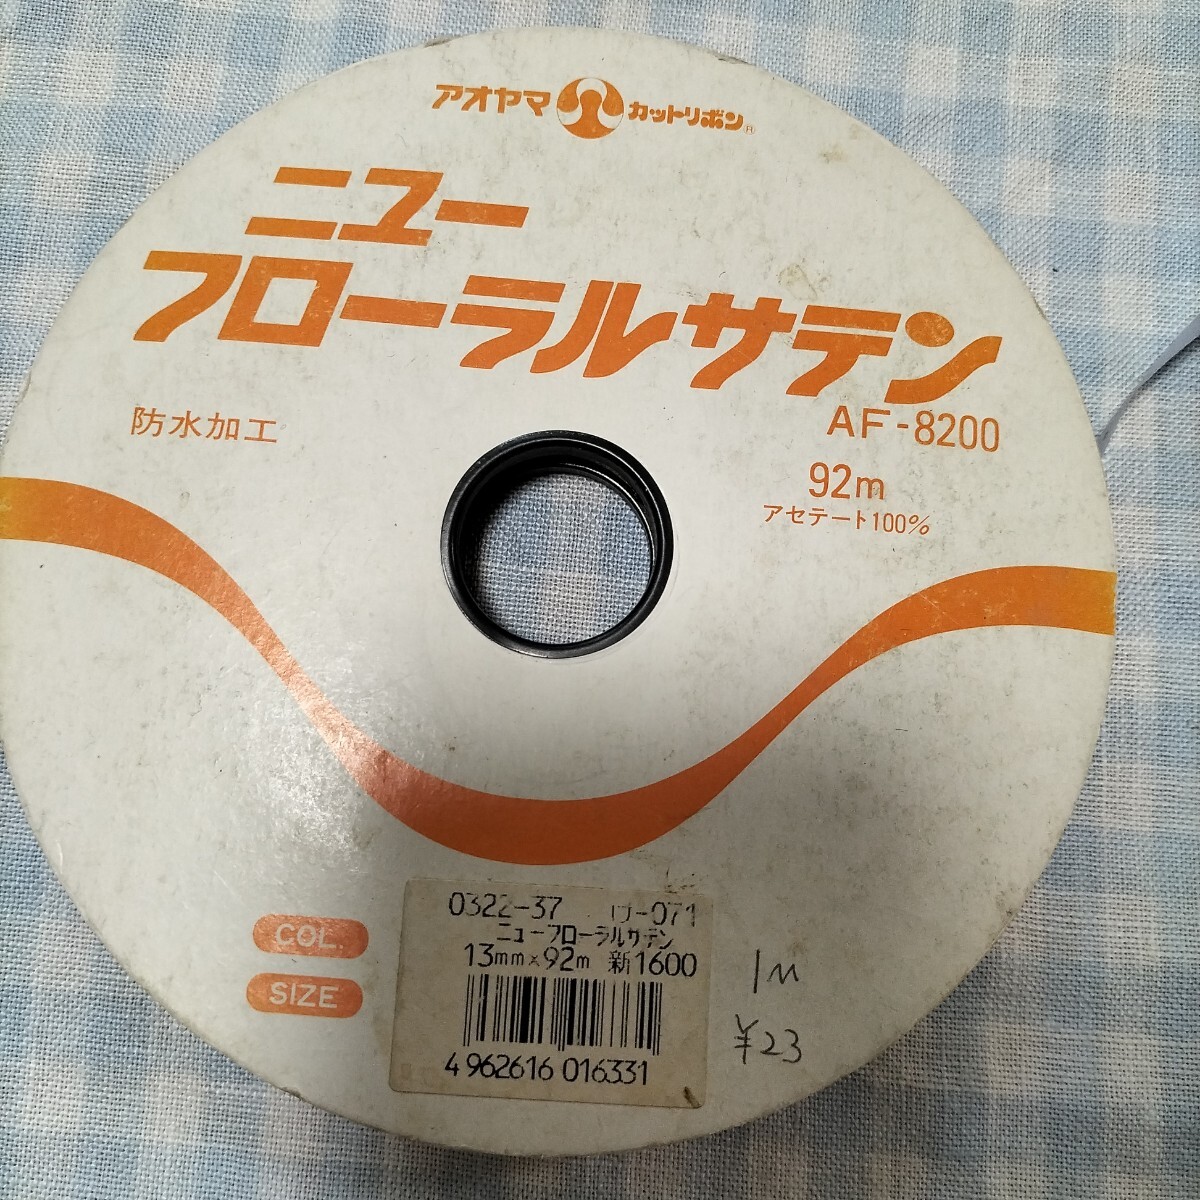 アオヤマ カットリボン®
ニュー
フローラルサテン
防水加工
AF-8200
92m
アセテート100%
COL.
SIZE
0322-37 -071
ニューフローラルサテン
13mm×92m 新1600
4 962616 016331
1m
¥23